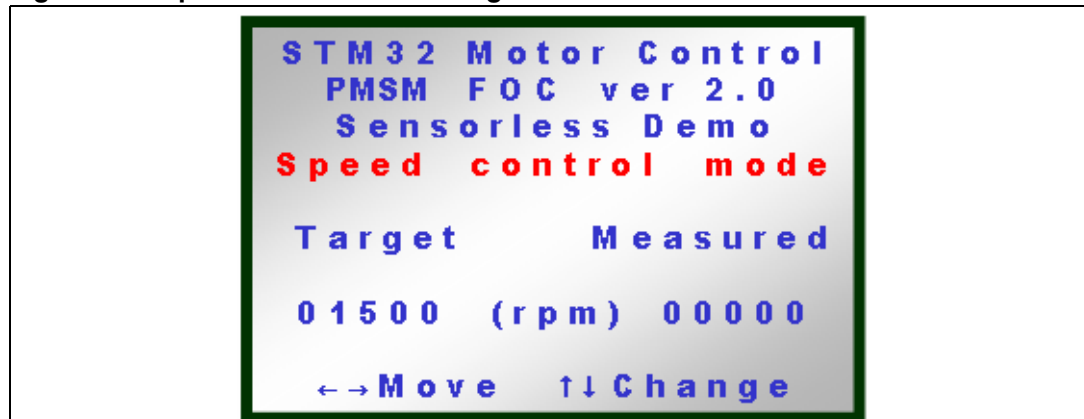 STM32 Motor Control
PMSM FOC ver 2.0
Sensorless Demo
Speed control mode
Target Measured
01500 (rpm) 00000
←→Move ↑↓Change